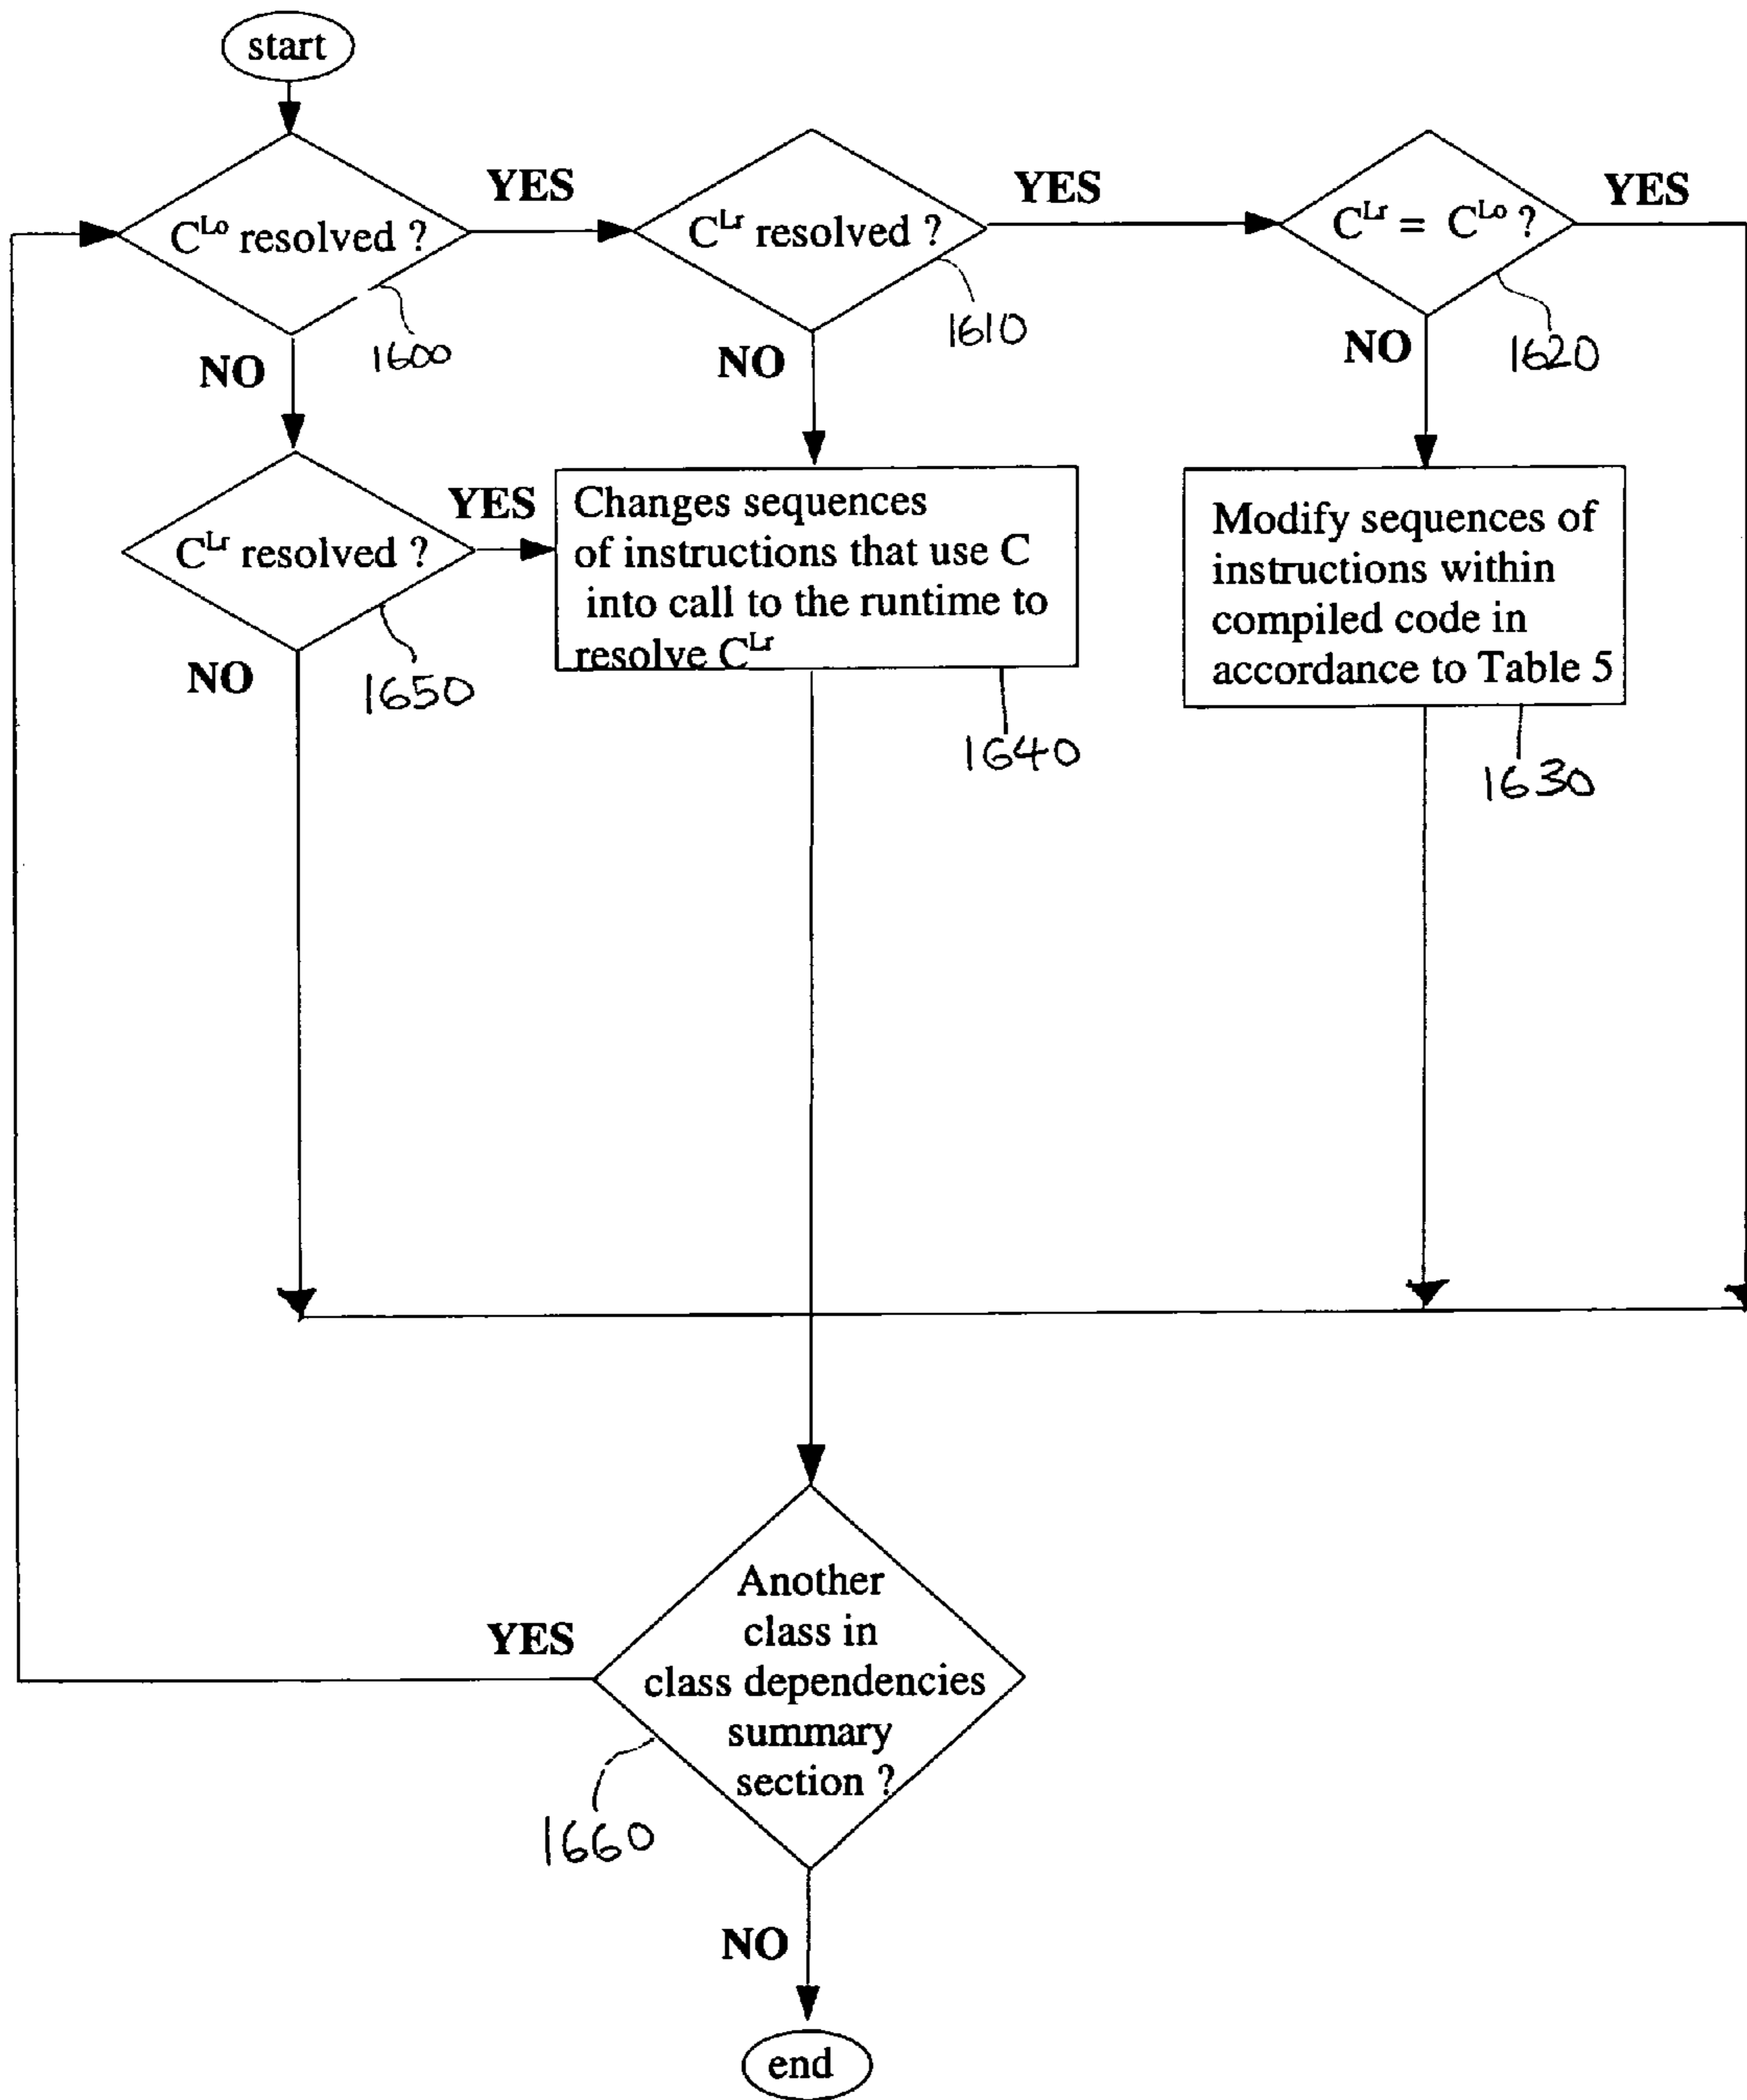 start
C^Lo resolved ?
YES
C^Lr resolved ?
YES
C^Lr = C^Lo ?
YES
1600
1610
1620
NO
NO
NO
C^Lr resolved ?
YES
Changes sequences
of instructions that use C
into call to the runtime to
resolve C^Lr
Modify sequences of
instructions within
compiled code in
accordance to Table 5
NO
1650
1640
1630
Another
class in
class dependencies
summary
section ?
YES
1660
NO
end